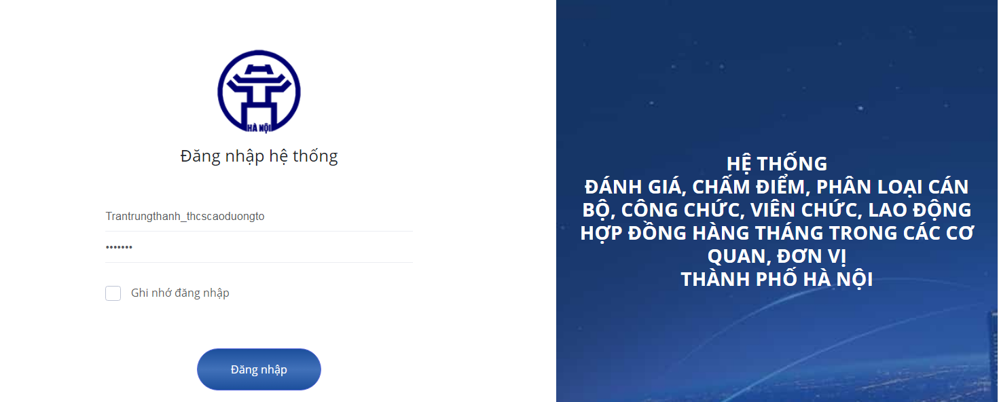 HÀ NỘI
Đăng nhập hệ thống
Trantrungthanh_thcscaoduongto
•••••••
Ghi nhớ đăng nhập
Đăng nhập
HỆ THỐNG
ĐÁNH GIÁ, CHẤM ĐIỂM, PHÂN LOẠI CÁN
BỘ, CÔNG CHỨC, VIÊN CHỨC, LAO ĐỘNG
HỢP ĐỒNG HÀNG THÁNG TRONG CÁC CƠ
QUAN, ĐƠN VỊ
THÀNH PHỐ HÀ NỘI